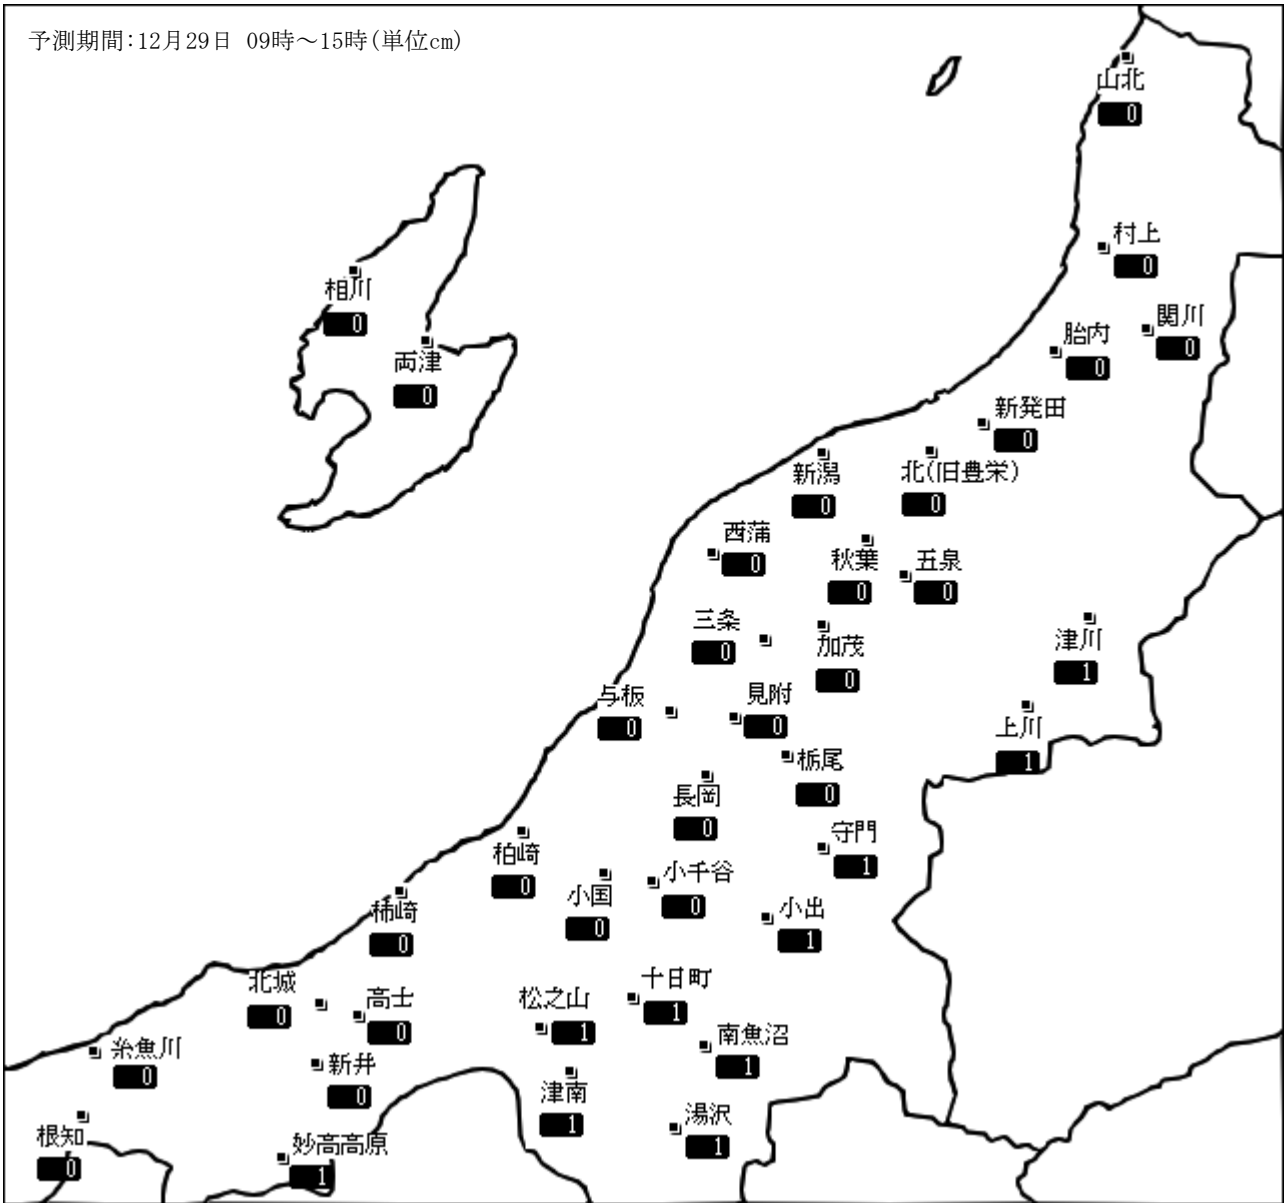 予測期間:12月29日 09時～15時(単位cm)
山北
0
村上
0
相川
0
関川
0
胎内
0
両津
0
新発田
0
新潟
0
北(旧豊栄)
0
西蒲
0
秋葉
0
五泉
0
三条
0
加茂
0
津川
1
与板
0
見附
0
上川
1
栃尾
0
長岡
0
守門
1
柏崎
0
小千谷
0
小国
0
小出
1
柿崎
0
北城
0
高士
0
松之山
1
十日町
1
南魚沼
1
糸魚川
0
新井
0
津南
1
湯沢
1
根知
0
妙高高原
1